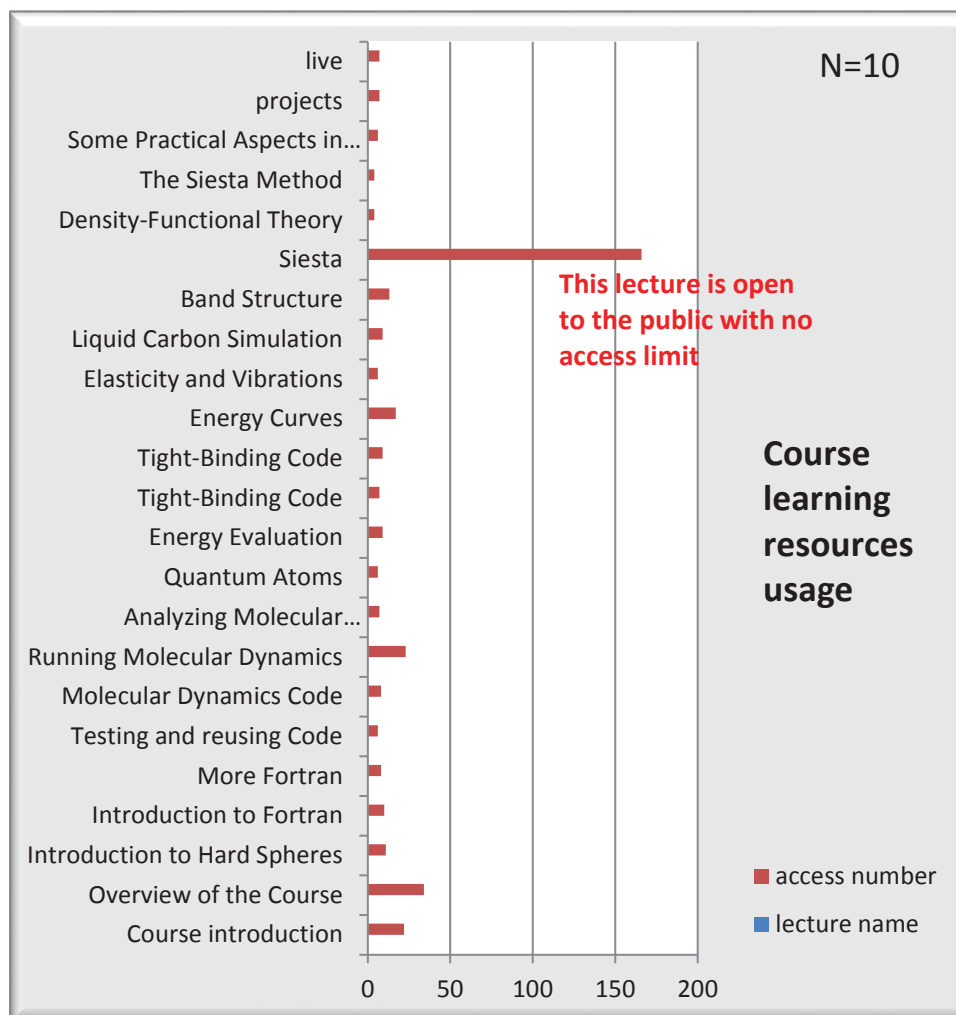 N=10
live
projects
Some Practical Aspects in…
The Siesta Method
Density-Functional Theory
Siesta
This lecture is open
to the public with no
access limit
Band Structure
Liquid Carbon Simulation
Elasticity and Vibrations
Energy Curves
Tight-Binding Code
Tight-Binding Code
Energy Evaluation
Quantum Atoms
Analyzing Molecular…
Running Molecular Dynamics
Molecular Dynamics Code
Testing and reusing Code
More Fortran
Introduction to Fortran
Introduction to Hard Spheres
Overview of the Course
Course introduction
Course
learning
resources
usage
access number
lecture name
0 50 100 150 200